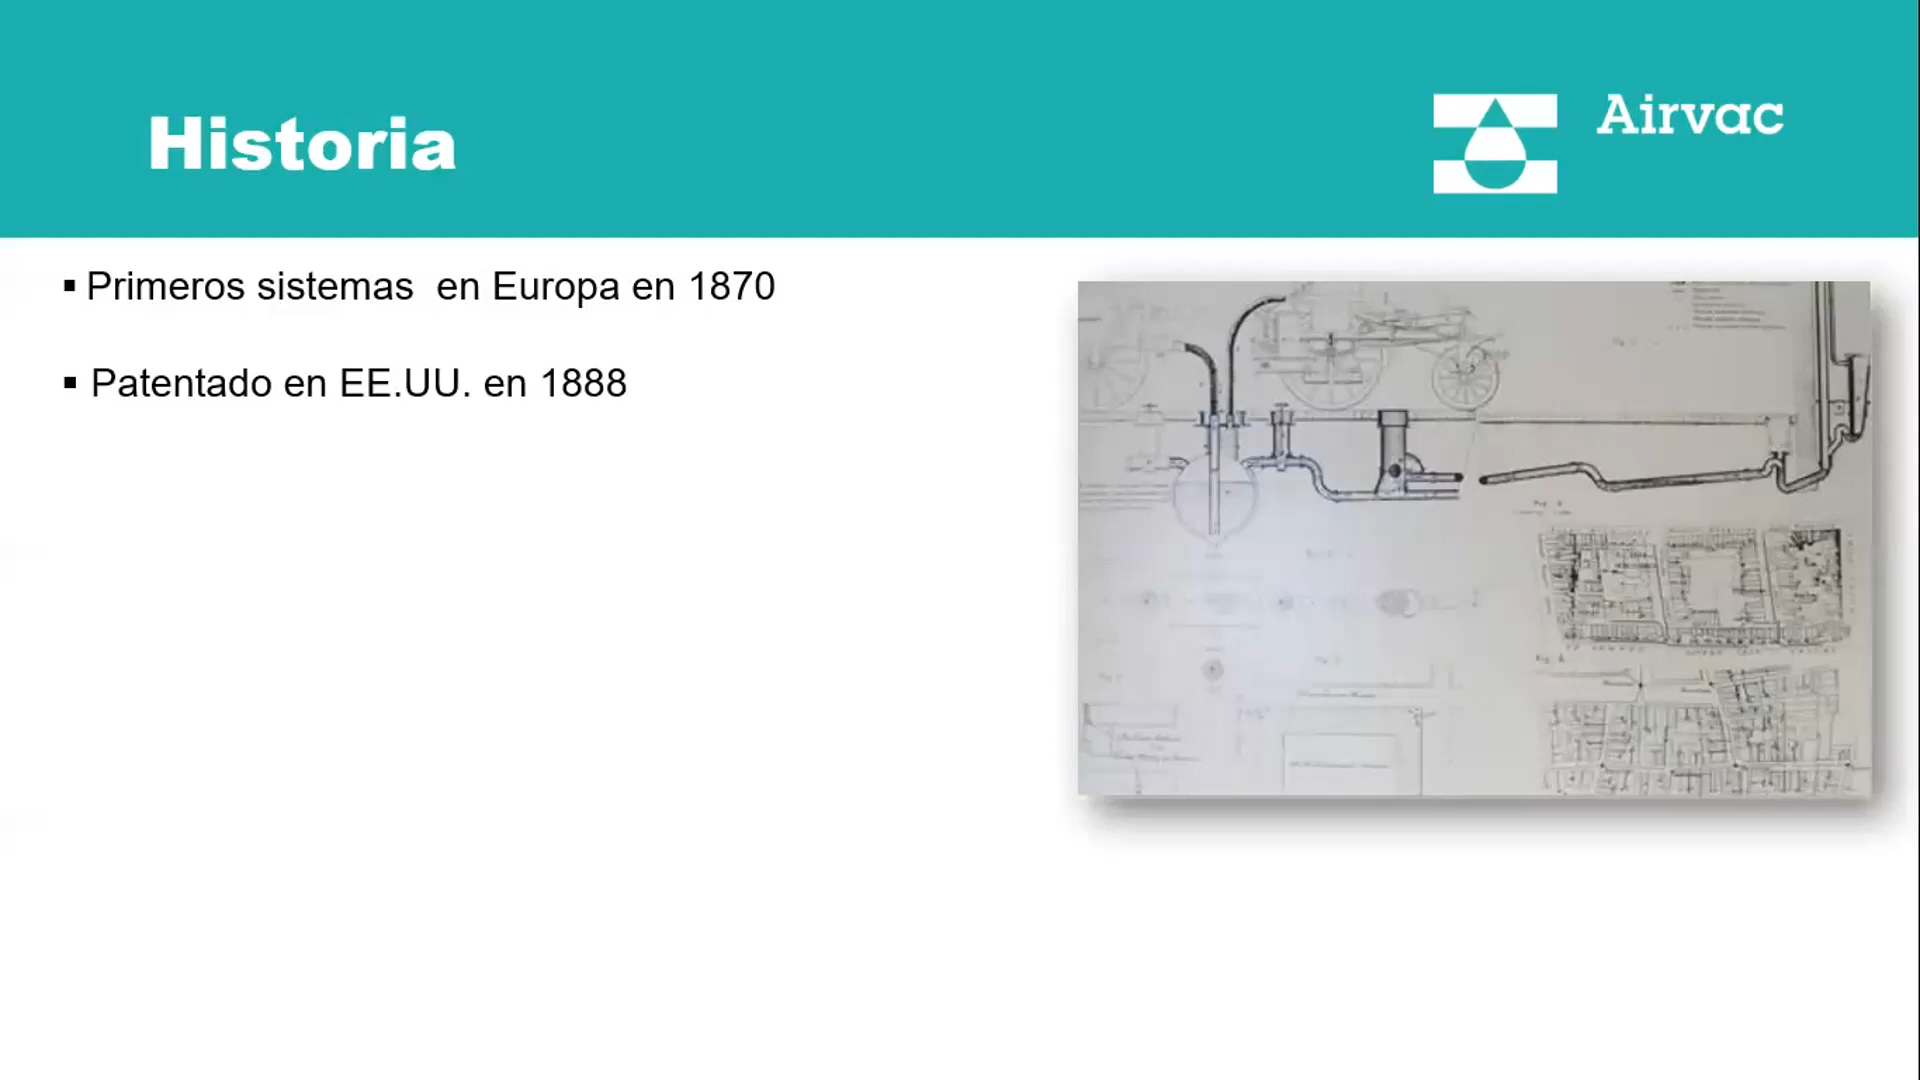 Historia
Airvac
▪ Primeros sistemas  en Europa en 1870
▪ Patentado en EE.UU. en 1888